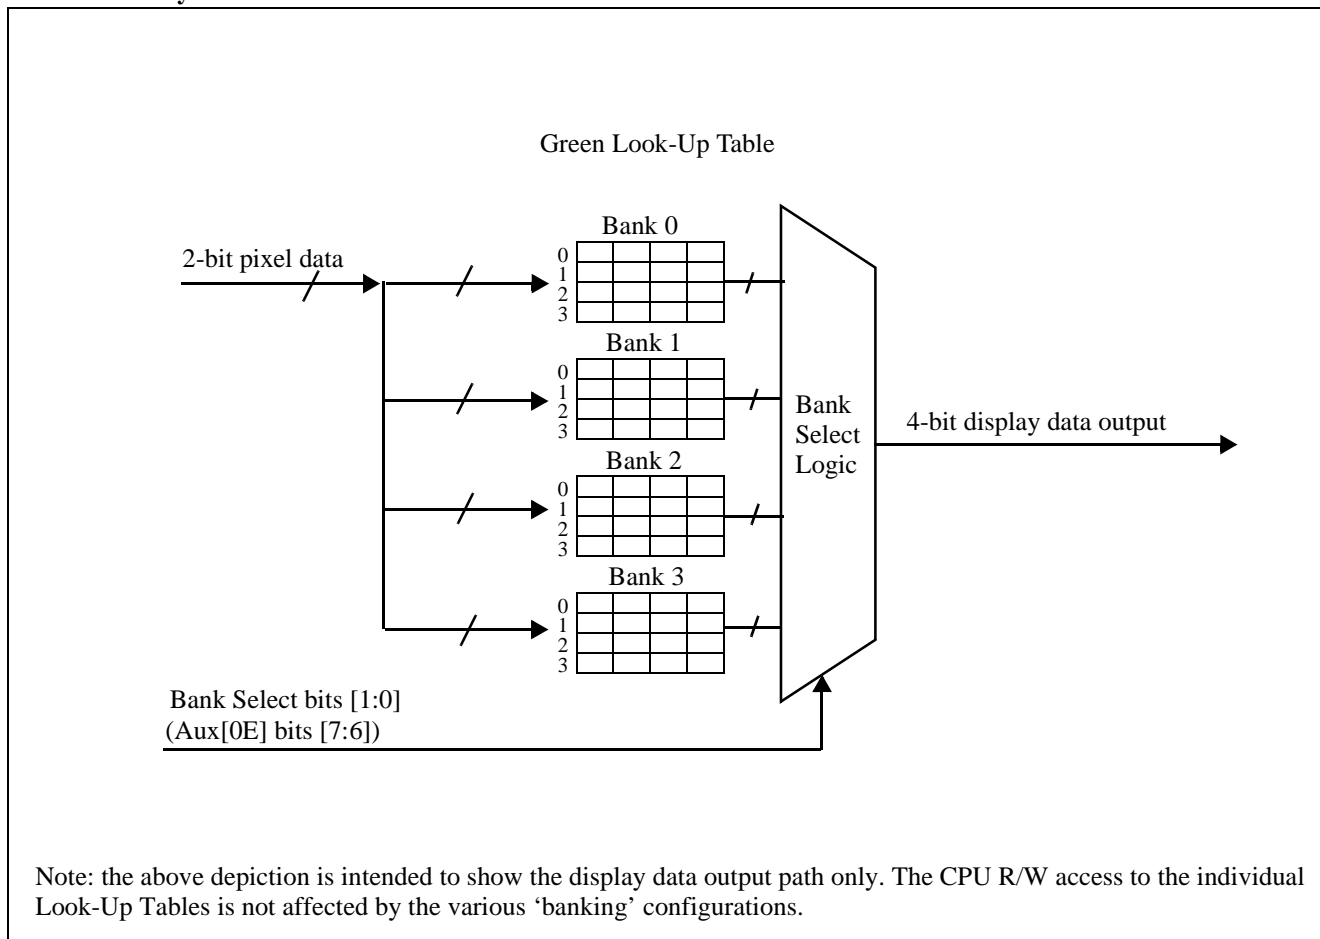 Green Look-Up Table
2-bit pixel data
Bank 0
0
1
2
3
Bank 1
0
1
2
3
Bank 2
0
1
2
3
Bank 3
0
1
2
3
Bank
Select
Logic
4-bit display data output
Bank Select bits [1:0]
(Aux[0E] bits [7:6])
Note: the above depiction is intended to show the display data output path only. The CPU R/W access to the individual
Look-Up Tables is not affected by the various ‘banking’ configurations.